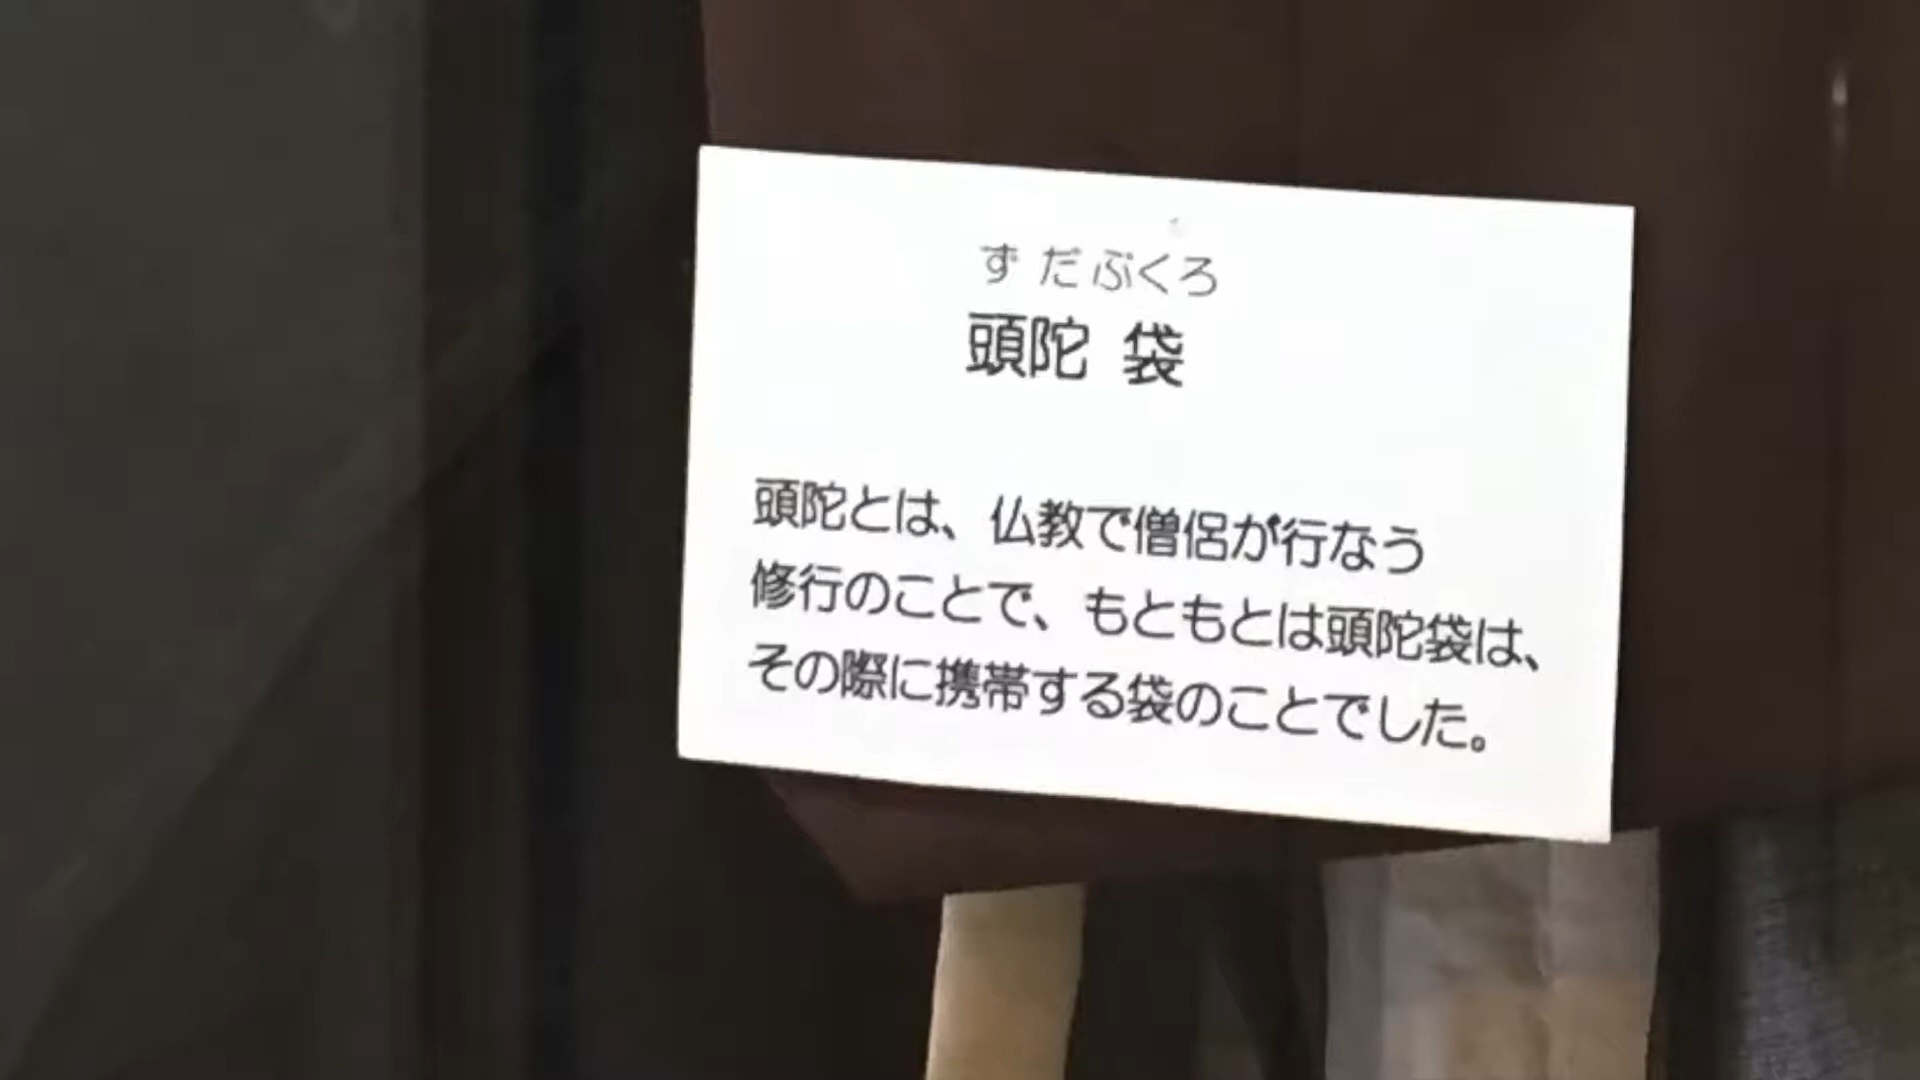 ずだぶくろ
頭陀 袋
頭陀とは、仏教で僧侶が行なう
修行のことで、もともとは頭陀袋は、
その際に携帯する袋のことでした。